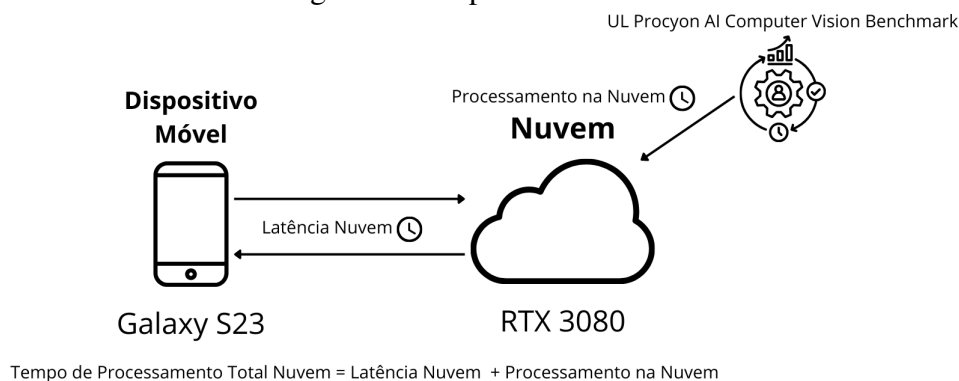 UL Procyon AI Computer Vision Benchmark
Processamento na Nuvem
Dispositivo
Móvel
Nuvem
Latência Nuvem
Galaxy S23
RTX 3080
Tempo de Processamento Total Nuvem = Latência Nuvem + Processamento na Nuvem